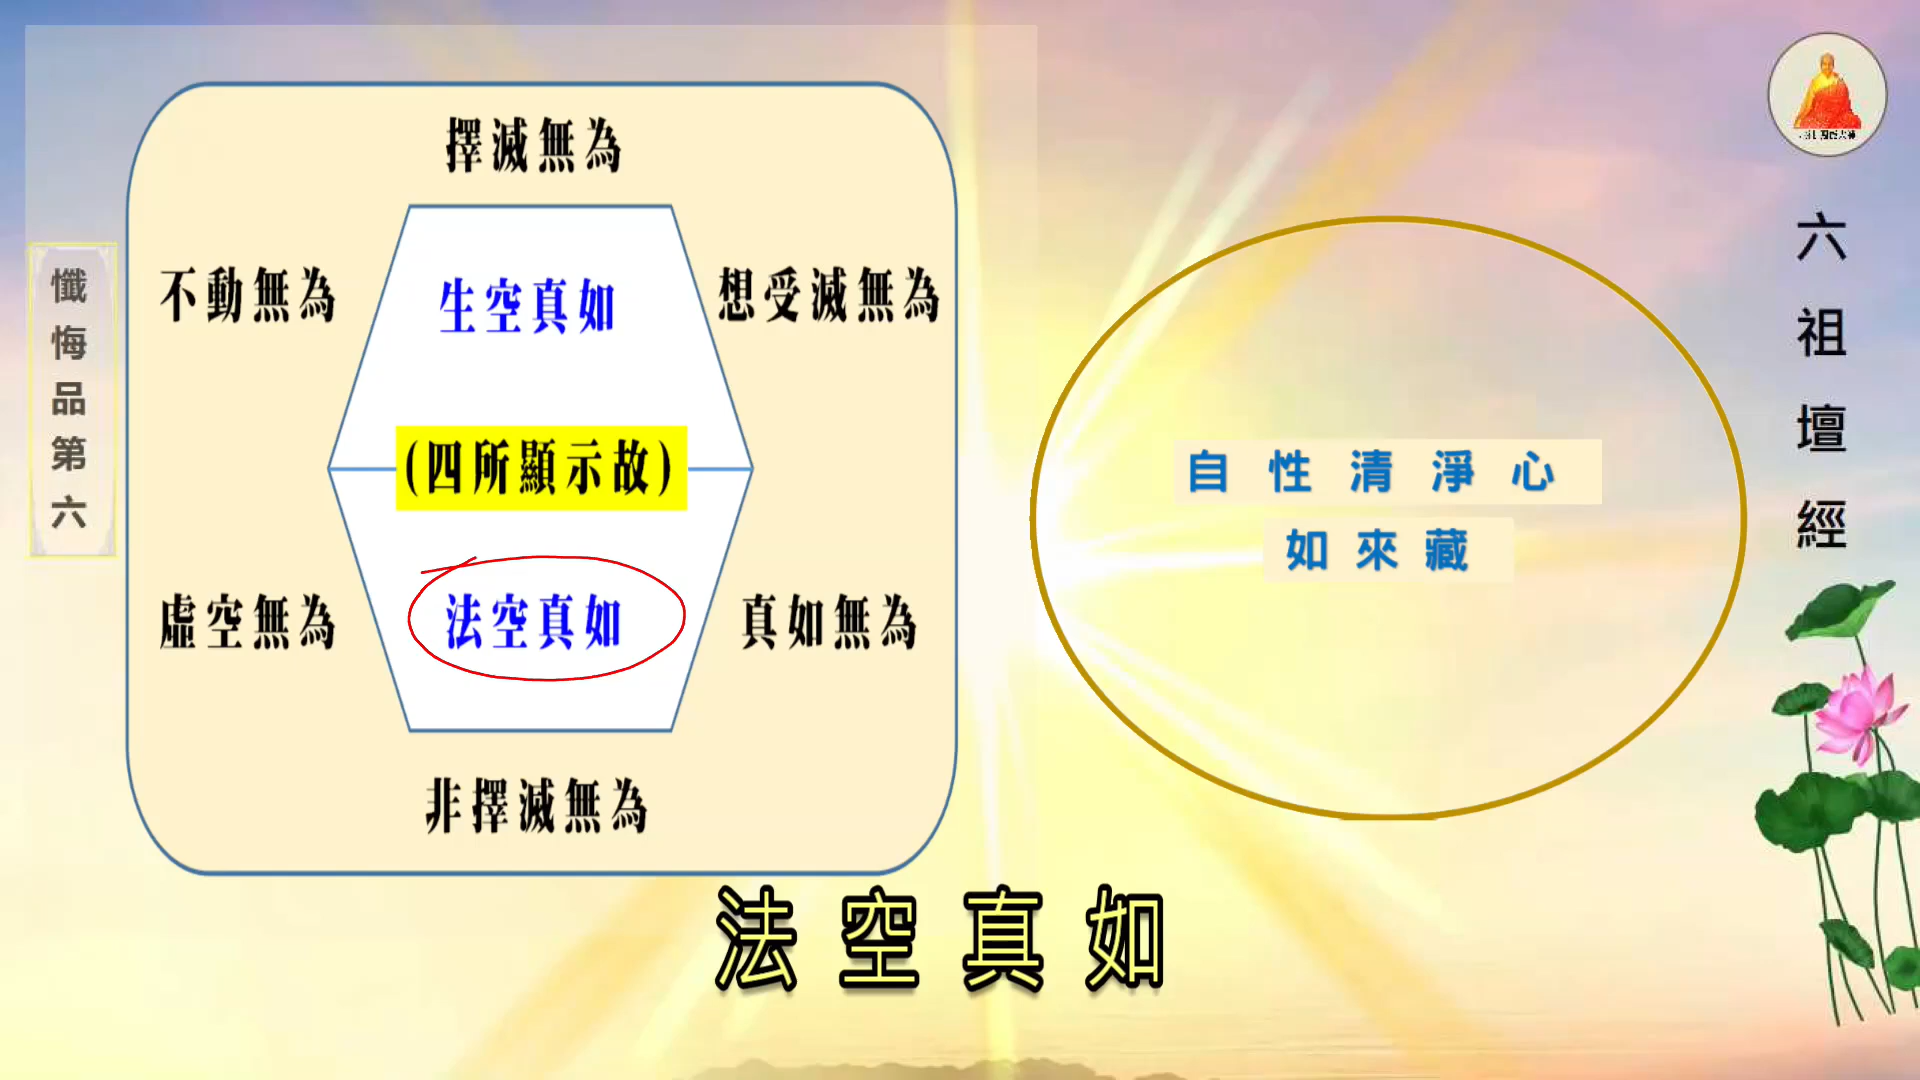 擇滅無為
不動無為
生空真如
想受滅無為
(四所顯示故)
虛空無為
法空真如
真如無為
非擇滅無為
懺悔品第六
自性清淨心
如來藏
六祖壇經
法空真如